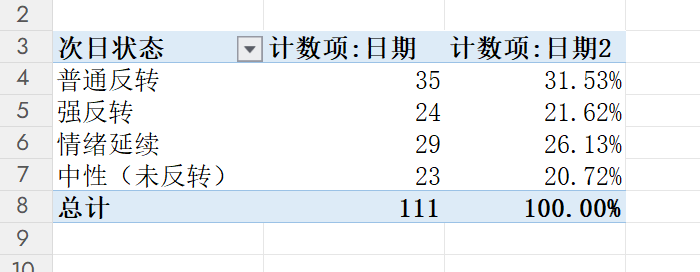 2
3 次日状态 计数项:日期 计数项:日期2
4 普通反转 35 31.53%
5 强反转 24 21.62%
6 情绪延续 29 26.13%
7 中性（未反转） 23 20.72%
8 总计 111 100.00%
9
10